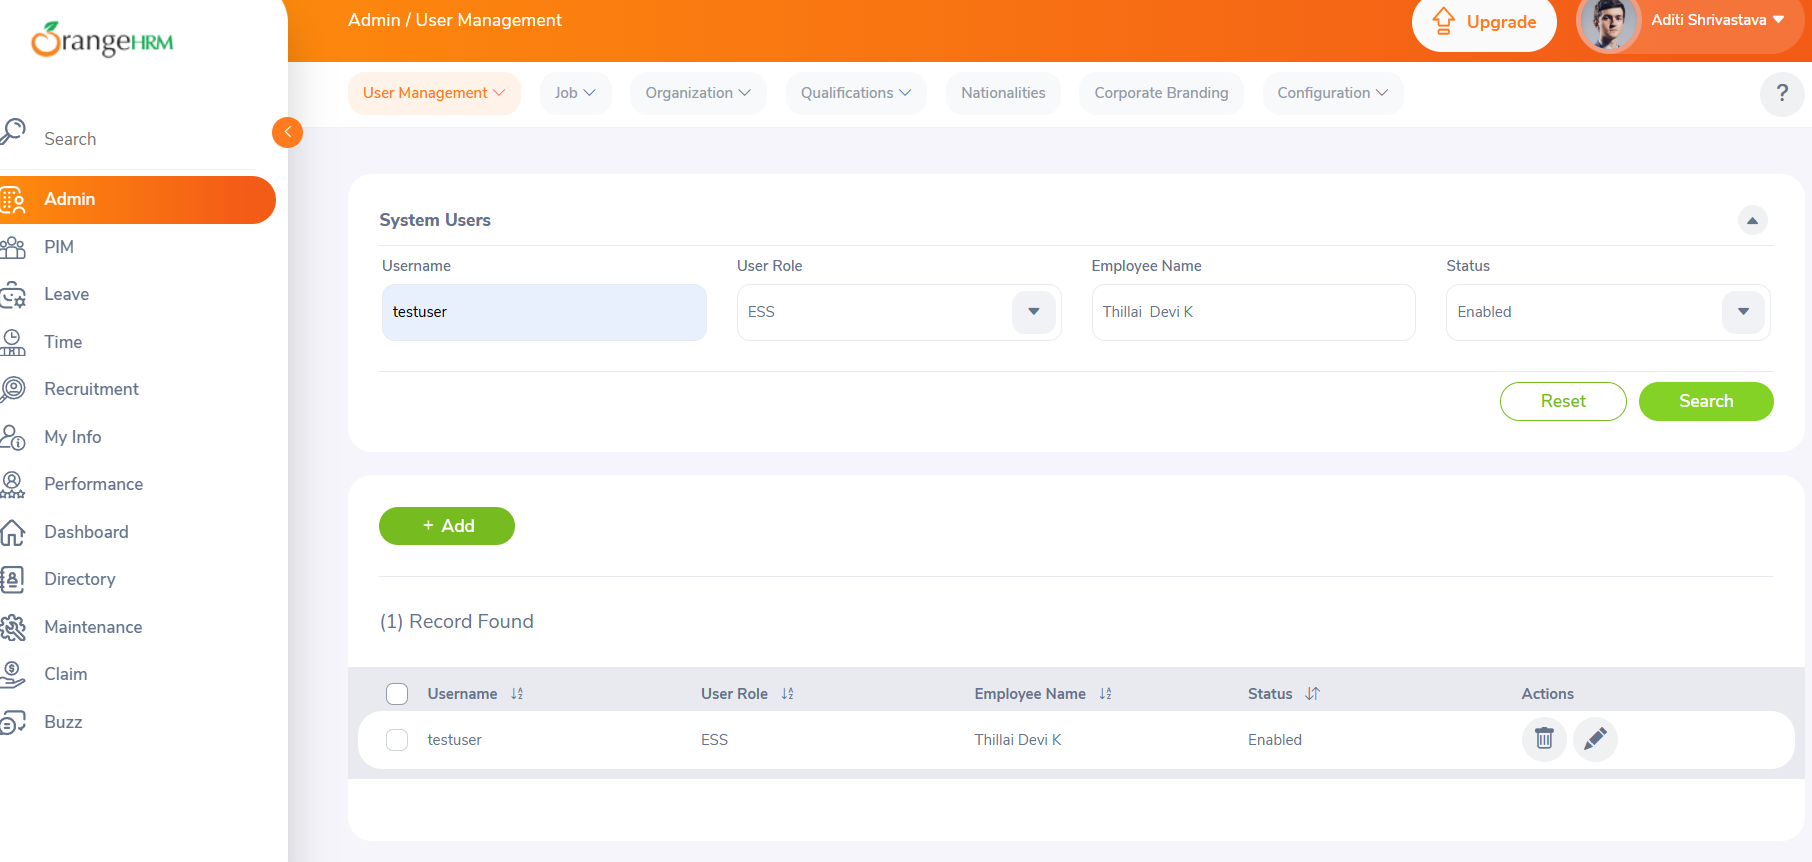 OrangeHRM
Admin / User Management
Upgrade
Aditi Shrivastava
User Management
Job
Organization
Qualifications
Nationalities
Corporate Branding
Configuration
?
Search
Admin
PIM
Leave
Time
Recruitment
My Info
Performance
Dashboard
Directory
Maintenance
Claim
Buzz
System Users
Username
User Role
Employee Name
Status
testuser
ESS
Thillai  Devi K
Enabled
Reset
Search
+ Add
(1) Record Found
Username User Role Employee Name Status Actions
testuser ESS Thillai Devi K Enabled